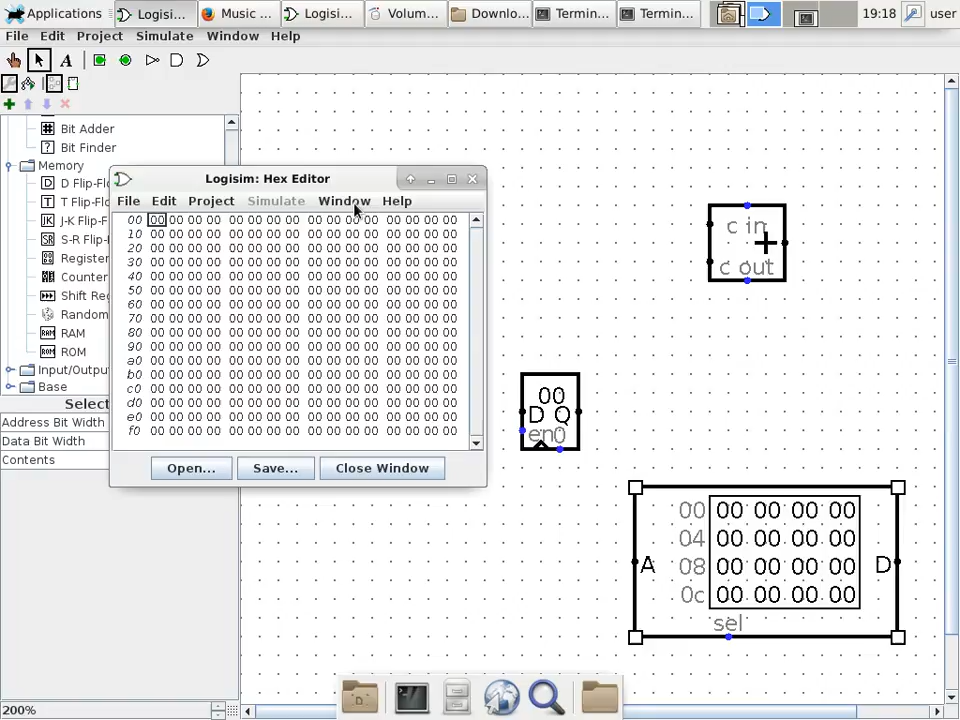 Applications
Logisi...
Music ...
Logisi...
Volum...
Downlo...
Termin...
Termin...
19:18
user
File Edit Project Simulate Window Help
A
Bit Adder
? Bit Finder
Memory
D D Flip-Flo
T T Flip-Flo
J-K Flip-F
SR S-R Flip-
Register
Counter
Shift Reg
Random
RAM RAM
ROM ROM
Input/Outpu
Base
Select
Address Bit Width
Data Bit Width
Contents
200%
Logisim: Hex Editor
File Edit Project Simulate Window Help
00 00 00 00 00 00 00 00 00 00 00 00 00 00 00 00 00
10 00 00 00 00 00 00 00 00 00 00 00 00 00 00 00 00
20 00 00 00 00 00 00 00 00 00 00 00 00 00 00 00 00
30 00 00 00 00 00 00 00 00 00 00 00 00 00 00 00 00
40 00 00 00 00 00 00 00 00 00 00 00 00 00 00 00 00
50 00 00 00 00 00 00 00 00 00 00 00 00 00 00 00 00
60 00 00 00 00 00 00 00 00 00 00 00 00 00 00 00 00
70 00 00 00 00 00 00 00 00 00 00 00 00 00 00 00 00
80 00 00 00 00 00 00 00 00 00 00 00 00 00 00 00 00
90 00 00 00 00 00 00 00 00 00 00 00 00 00 00 00 00
a0 00 00 00 00 00 00 00 00 00 00 00 00 00 00 00 00
b0 00 00 00 00 00 00 00 00 00 00 00 00 00 00 00 00
c0 00 00 00 00 00 00 00 00 00 00 00 00 00 00 00 00
d0 00 00 00 00 00 00 00 00 00 00 00 00 00 00 00 00
e0 00 00 00 00 00 00 00 00 00 00 00 00 00 00 00 00
f0 00 00 00 00 00 00 00 00 00 00 00 00 00 00 00 00
Open... Save... Close Window
c in
+
c out
00
D Q
en0
00 00 00 00 00
04 00 00 00 00
A 08 00 00 00 00 D
0c 00 00 00 00
sel